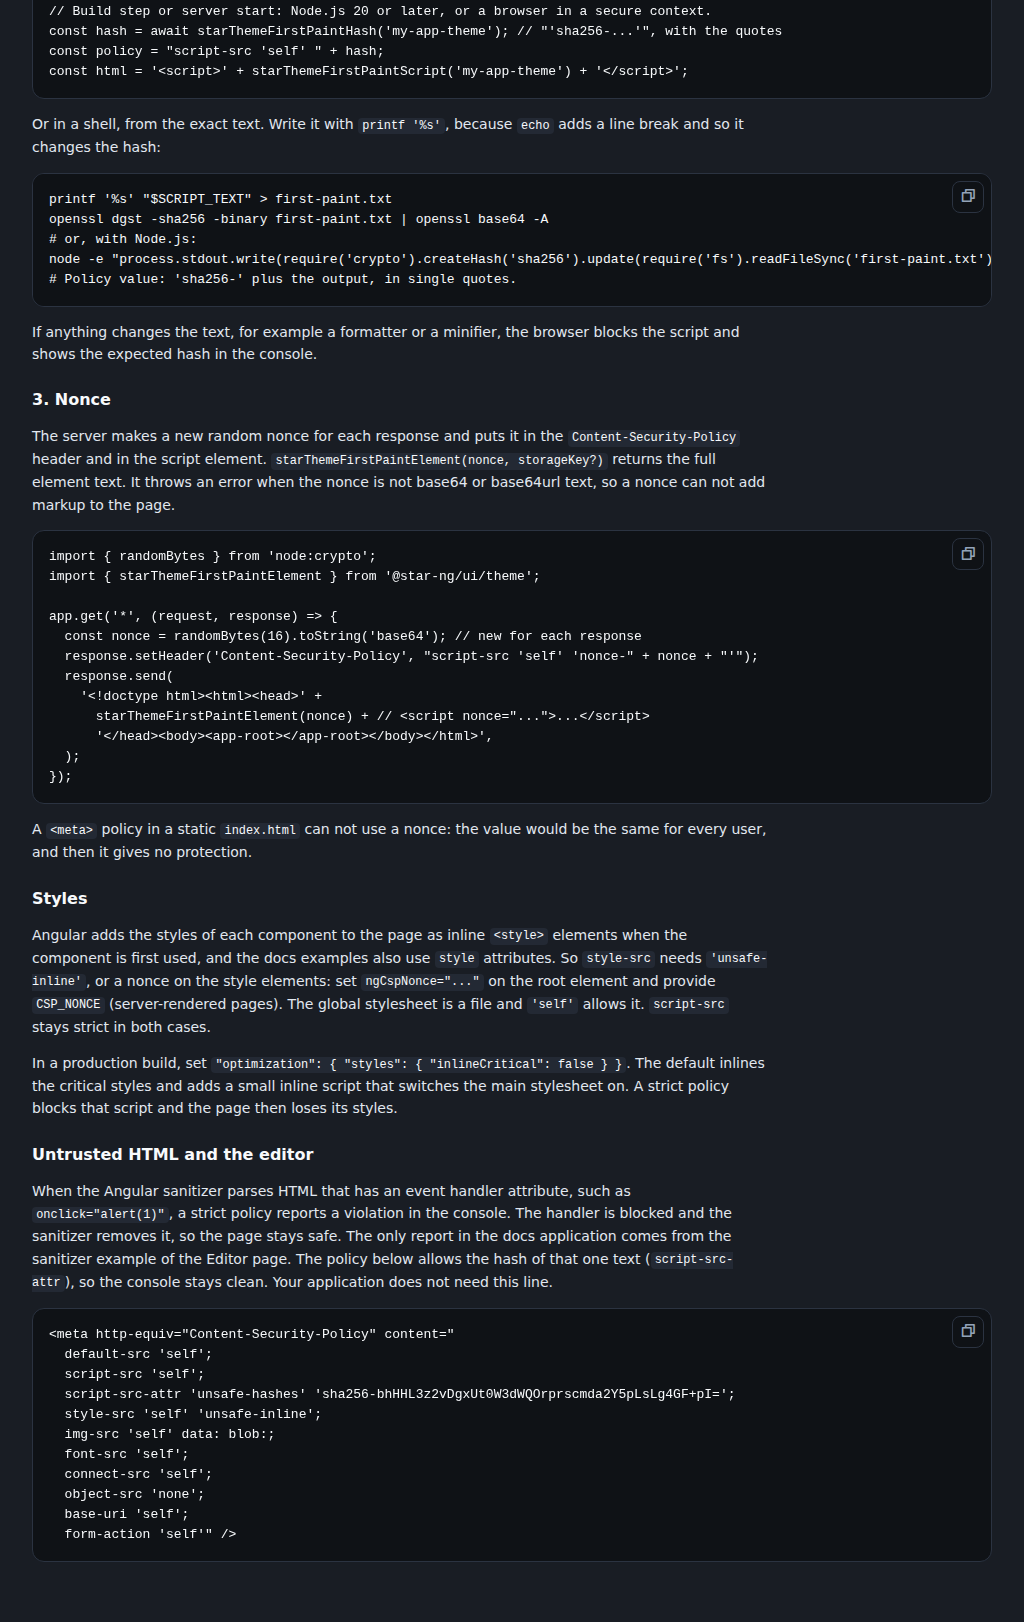 // Build step or server start: Node.js 20 or later, or a browser in a secure context.
const hash = await starThemeFirstPaintHash('my-app-theme'); // "'sha256-...'", with the quotes
const policy = "script-src 'self' " + hash;
const html = '<script>' + starThemeFirstPaintScript('my-app-theme') + '</script>';
Or in a shell, from the exact text. Write it with printf '%s', because echo adds a line break and so it
changes the hash:
printf '%s' "$SCRIPT_TEXT" > first-paint.txt
openssl dgst -sha256 -binary first-paint.txt | openssl base64 -A
# or, with Node.js:
node -e "process.stdout.write(require('crypto').createHash('sha256').update(require('fs').readFileSync('first-paint.txt')
# Policy value: 'sha256-' plus the output, in single quotes.
If anything changes the text, for example a formatter or a minifier, the browser blocks the script and
shows the expected hash in the console.
3. Nonce
The server makes a new random nonce for each response and puts it in the Content-Security-Policy
header and in the script element. starThemeFirstPaintElement(nonce, storageKey?) returns the full
element text. It throws an error when the nonce is not base64 or base64url text, so a nonce can not add
markup to the page.
import { randomBytes } from 'node:crypto';
import { starThemeFirstPaintElement } from '@star-ng/ui/theme';
app.get('*', (request, response) => {
const nonce = randomBytes(16).toString('base64'); // new for each response
response.setHeader('Content-Security-Policy', "script-src 'self' 'nonce-" + nonce + "'");
response.send(
'<!doctype html><html><head>' +
starThemeFirstPaintElement(nonce) + // <script nonce="...">...</script>
'</head><body><app-root></app-root></body></html>',
);
});
A <meta> policy in a static index.html can not use a nonce: the value would be the same for every user,
and then it gives no protection.
Styles
Angular adds the styles of each component to the page as inline <style> elements when the
component is first used, and the docs examples also use style attributes. So style-src needs 'unsafe-
inline', or a nonce on the style elements: set ngCspNonce="..." on the root element and provide
CSP_NONCE (server-rendered pages). The global stylesheet is a file and 'self' allows it. script-src
stays strict in both cases.
In a production build, set "optimization": { "styles": { "inlineCritical": false } }. The default inlines
the critical styles and adds a small inline script that switches the main stylesheet on. A strict policy
blocks that script and the page then loses its styles.
Untrusted HTML and the editor
When the Angular sanitizer parses HTML that has an event handler attribute, such as
onclick="alert(1)", a strict policy reports a violation in the console. The handler is blocked and the
sanitizer removes it, so the page stays safe. The only report in the docs application comes from the
sanitizer example of the Editor page. The policy below allows the hash of that one text (script-src-
attr), so the console stays clean. Your application does not need this line.
<meta http-equiv="Content-Security-Policy" content="
default-src 'self';
script-src 'self';
script-src-attr 'unsafe-hashes' 'sha256-bhHHL3z2vDgxUt0W3dWQOrprscmda2Y5pLsLg4GF+pI=';
style-src 'self' 'unsafe-inline';
img-src 'self' data: blob:;
font-src 'self';
connect-src 'self';
object-src 'none';
base-uri 'self';
form-action 'self'" />